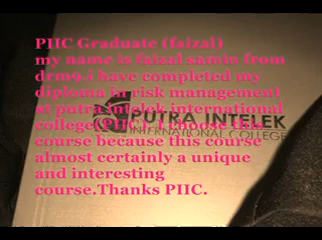 PIIC Graduate (faizal)
my name is faizal samin from
drm9.i have completed my
diploma in risk management
at putra intelek international
college(PIIC). I choose this
PUTRA INTELEK
INTERNATIONAL COLLEGE
course because this course
almost certainly a unique
and interesting
course.Thanks PIIC.